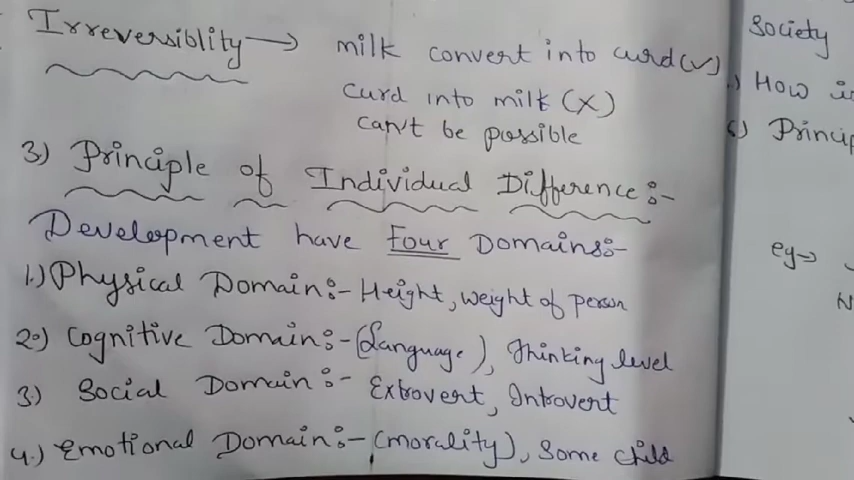 Irreversiblity → milk convert into curd (✓)
curd into milk (X)
can't be possible
3) Principle of Individual Difference:-
Development have Four Domains:-
1.) Physical Domain:- Height, weight of person
2.) Cognitive Domain:- (Language), Thinking level
3.) Social Domain:- Extrovert, Introvert
4.) Emotional Domain:- (morality), Some child
Society
How
Princip
eg→